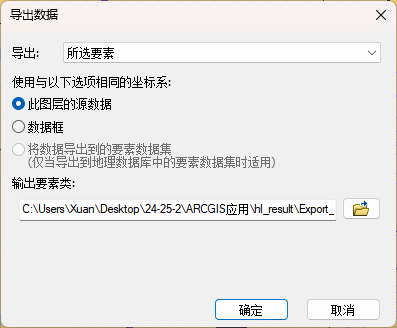 导出数据
导出:
所选要素
使用与以下选项相同的坐标系:
此图层的源数据
数据框
将数据导出到的要素数据集
(仅当导出到地理数据库中的要素数据集时适用)
输出要素类:
C:\Users\Xuan\Desktop\24-25-2\ARCGIS应用\hl_result\Export_
确定
取消